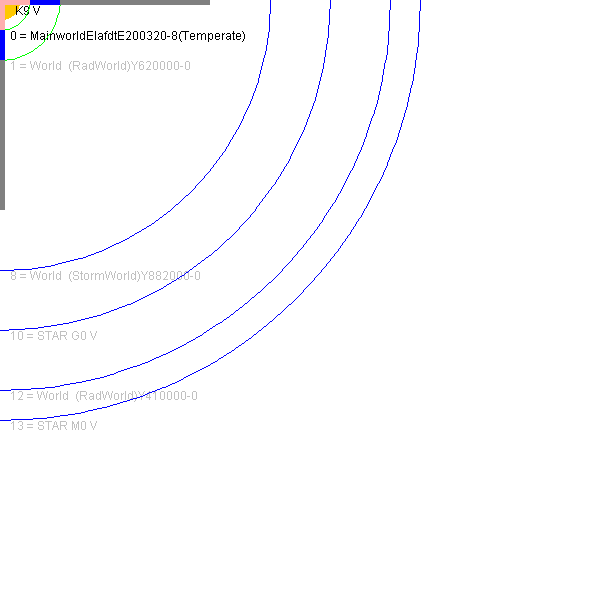 K9 V
0 = MainworldElafdtE200320-8(Temperate)
1 = World  (RadWorld)Y620000-0
8 = World  (StormWorld)Y882000-0
10 = STAR G0 V
12 = World  (RadWorld)Y410000-0
13 = STAR M0 V